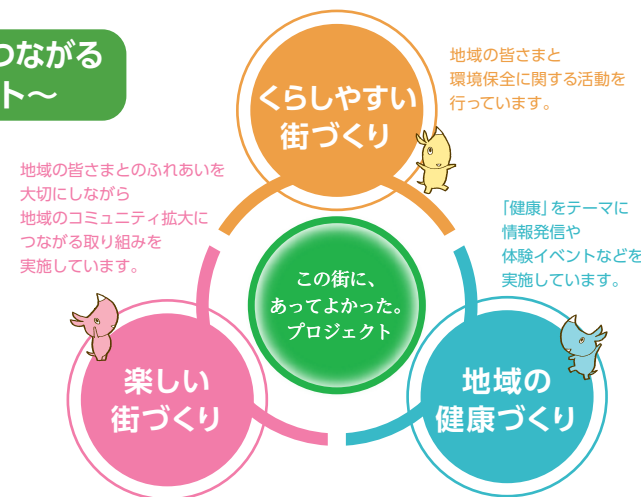 つながる
ト～
くらしやすい
街づくり
地域の皆さまと
環境保全に関する活動を
行っています。
地域の皆さまとのふれあいを
大切にしながら
地域のコミュニティ拡大に
つながる取り組みを
実施しています。
「健康」をテーマに
情報発信や
体験イベントなどを
実施しています。
この街に、
あってよかった。
プロジェクト
楽しい
街づくり
地域の
健康づくり